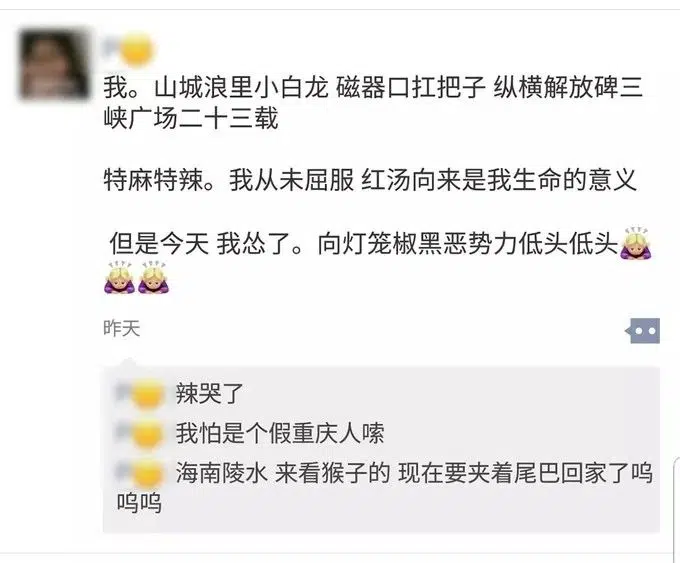 我。山城浪里小白龙 磁器口扛把子 纵横解放碑三
峡广场二十三载
特麻特辣。我从未屈服 红汤向来是我生命的意义
但是今天 我怂了。向灯笼椒黑恶势力低头低头🙇‍♀️
🙇‍♀️🙇‍♀️
昨天
辣哭了
我怕是个假重庆人嗦
海南陵水 来看猴子的 现在要夹着尾巴回家了呜
呜呜